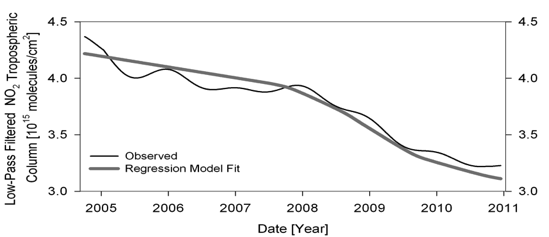 Low-Pass Filtered NO2 Tropospheric
Column [10^15 molecules/cm^2]
4.5
4.0
3.5
3.0
4.5
4.0
3.5
3.0
Observed
Regression Model Fit
2005 2006 2007 2008 2009 2010 2011
Date [Year]